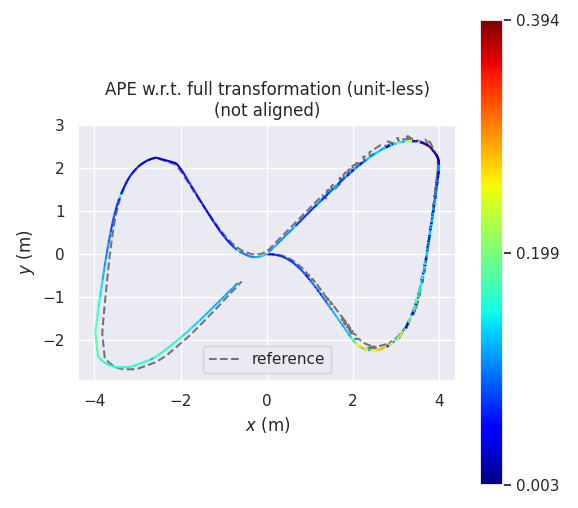 APE w.r.t. full transformation (unit-less)
(not aligned)
0.394
0.199
0.003
3
2
1
0
−1
−2
y (m)
−4
−2
0
2
4
x (m)
reference